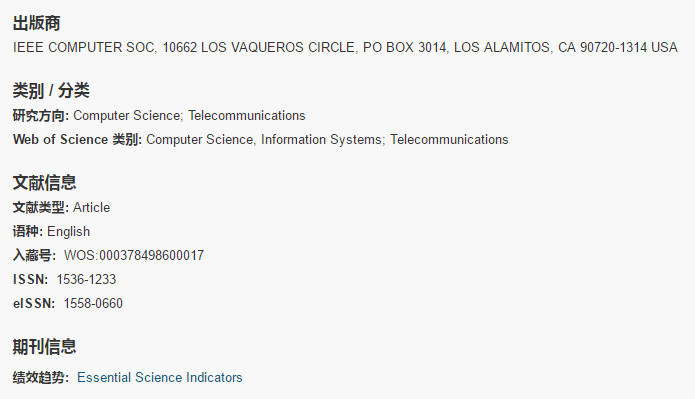 出版商
IEEE COMPUTER SOC, 10662 LOS VAQUEROS CIRCLE, PO BOX 3014, LOS ALAMITOS, CA 90720-1314 USA
类别 / 分类
研究方向: Computer Science; Telecommunications
Web of Science 类别: Computer Science, Information Systems; Telecommunications
文献信息
文献类型: Article
语种: English
入藏号: WOS:000378498600017
ISSN: 1536-1233
eISSN: 1558-0660
期刊信息
绩效趋势: Essential Science Indicators